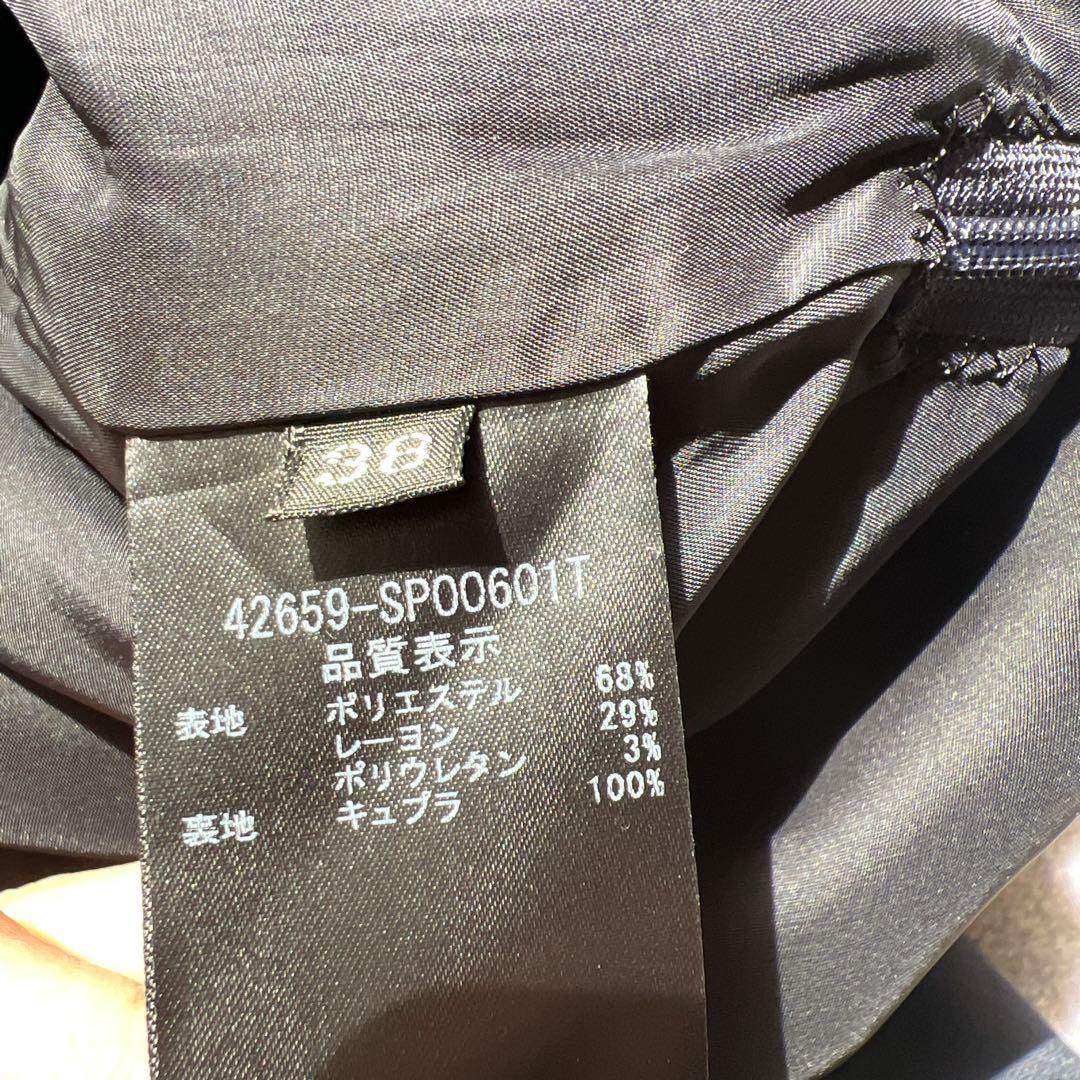 38
42659-SP00601T
品質表示
表地 ポリエステル 68%
レーヨン 29%
ポリウレタン 3%
裏地 キュプラ 100%